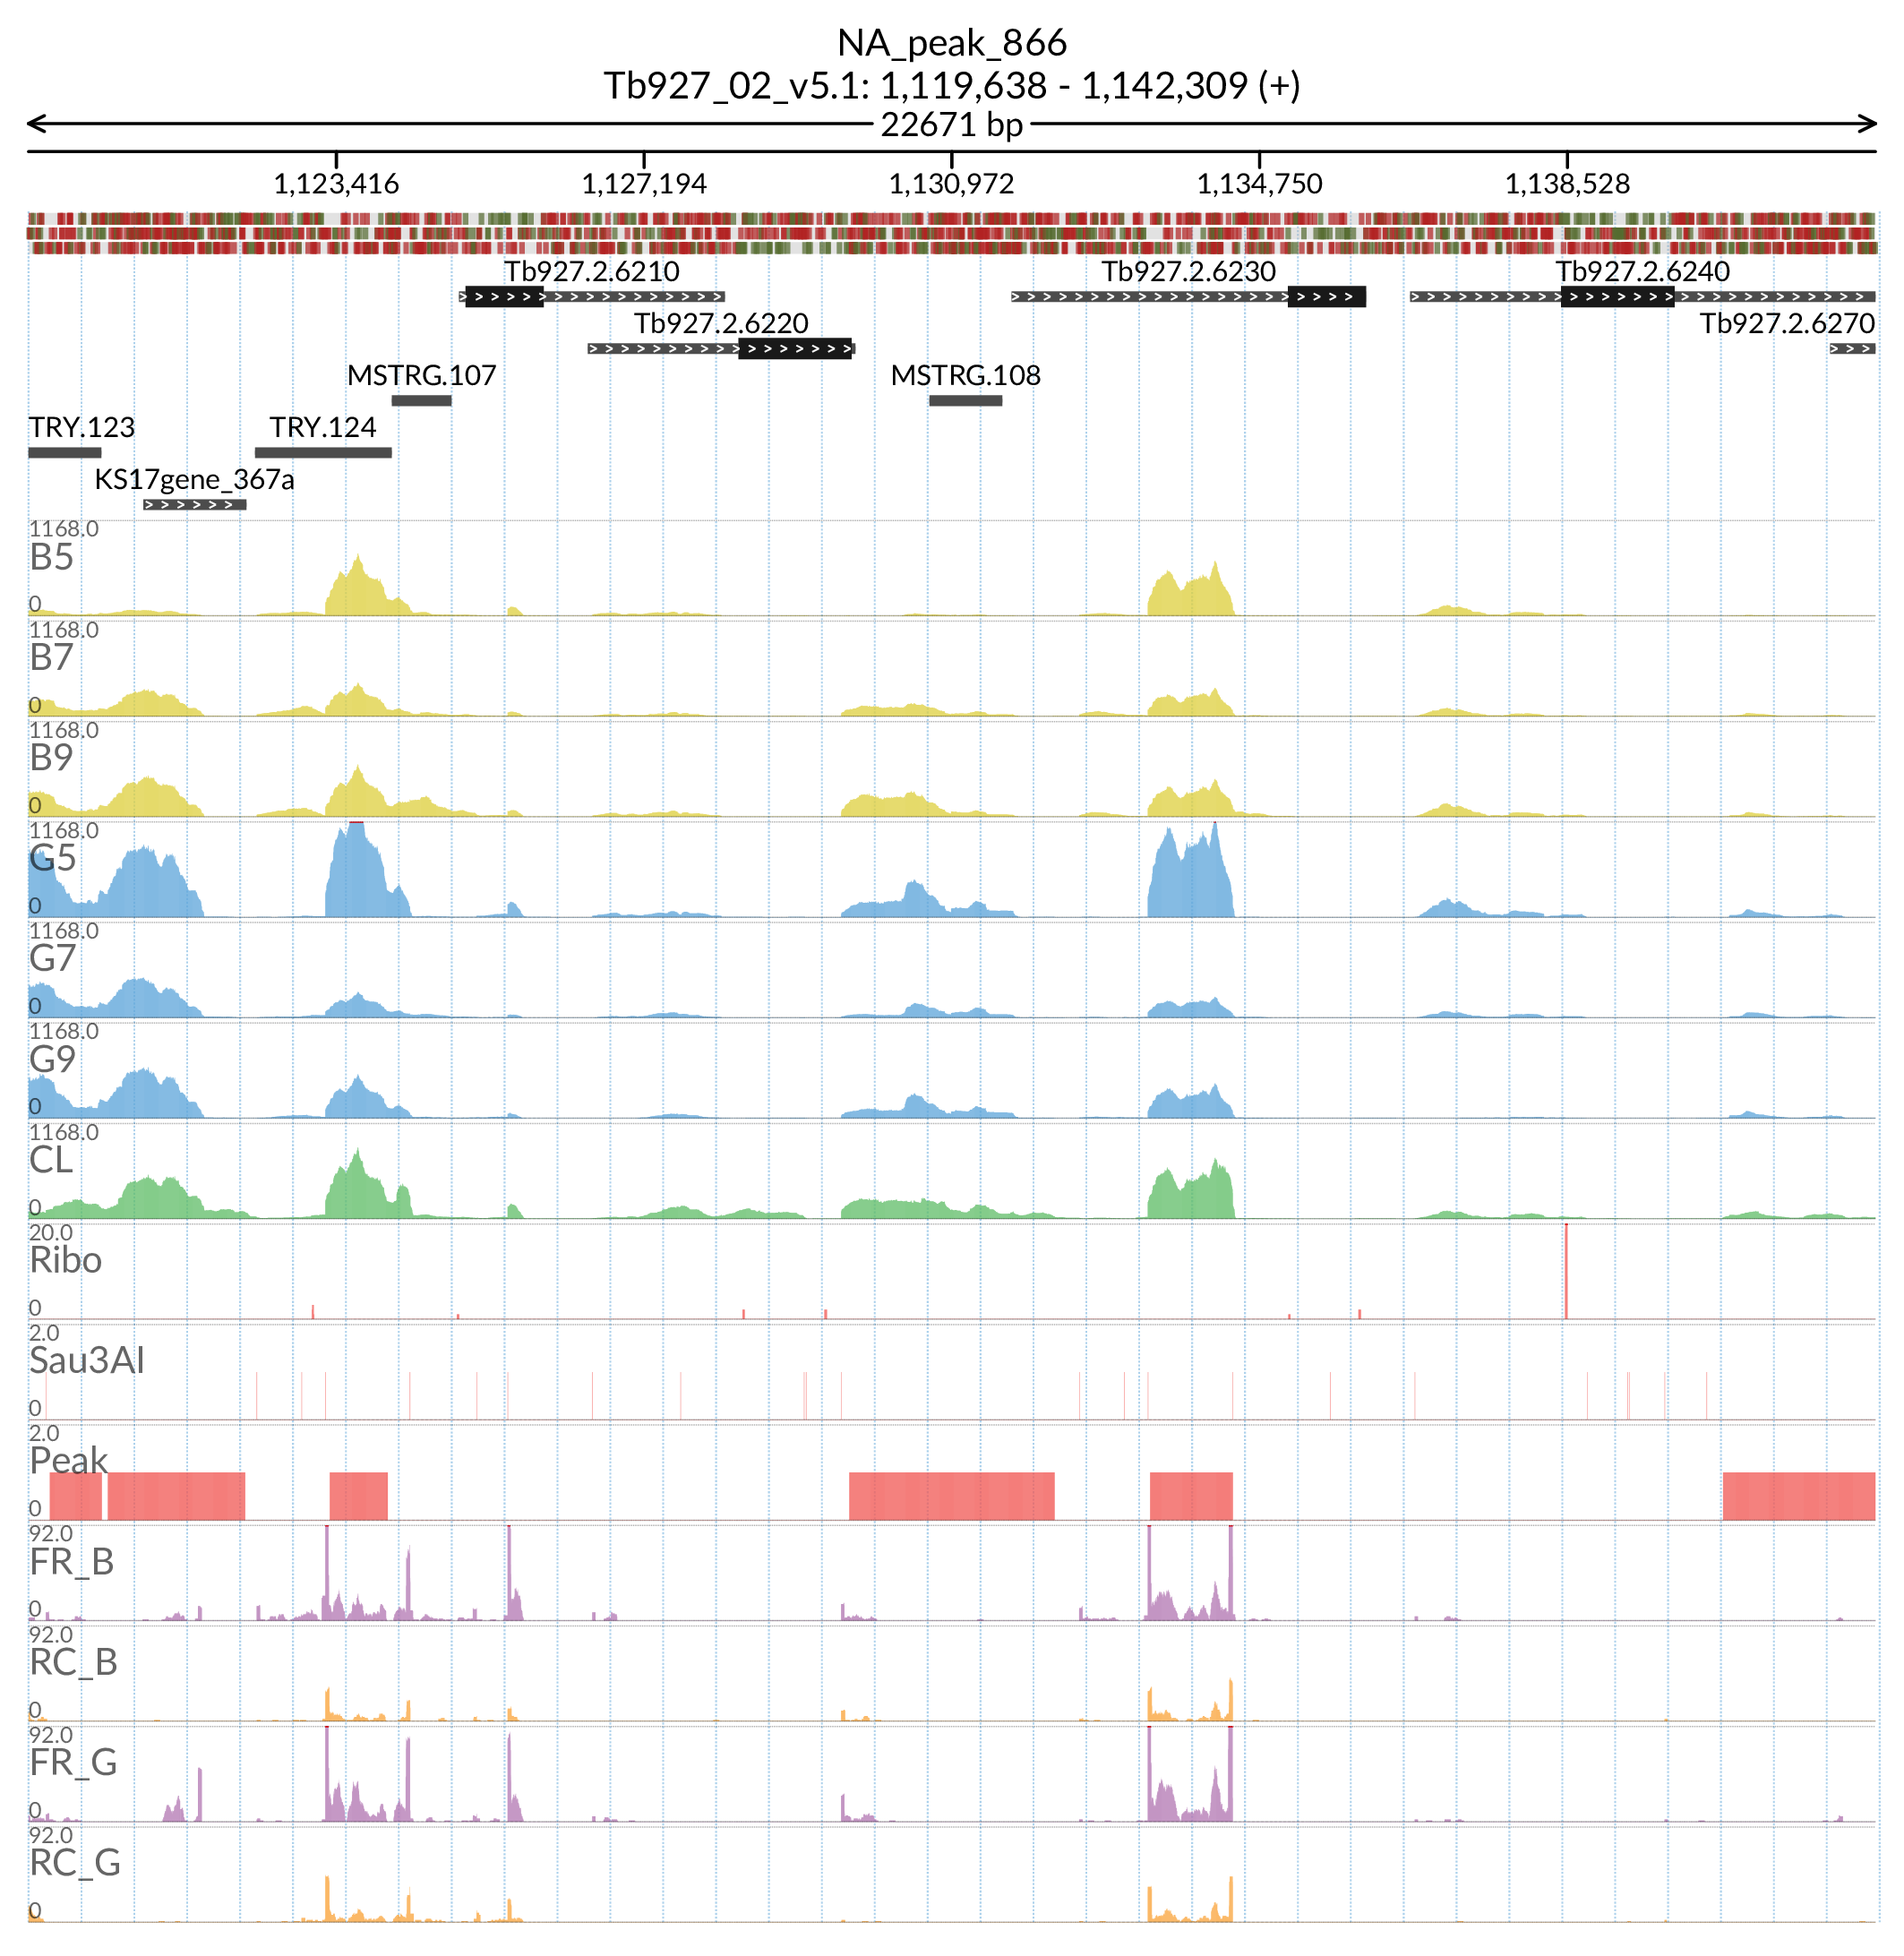 NA_peak_866
Tb927_02_v5.1: 1,119,638 - 1,142,309 (+)
22671 bp
1,123,416 1,127,194 1,130,972 1,134,750 1,138,528
Tb927.2.6210 Tb927.2.6230 Tb927.2.6240
Tb927.2.6220 Tb927.2.6270
MSTRG.107 MSTRG.108
TRY.123 TRY.124
KS17gene_367a
1168.0
B5
0
1168.0
B7
0
1168.0
B9
0
1168.0
G5
0
1168.0
G7
0
1168.0
G9
0
1168.0
CL
0
20.0
Ribo
0
2.0
Sau3AI
0
2.0
Peak
0
92.0
FR_B
0
92.0
RC_B
0
92.0
FR_G
0
92.0
RC_G
0